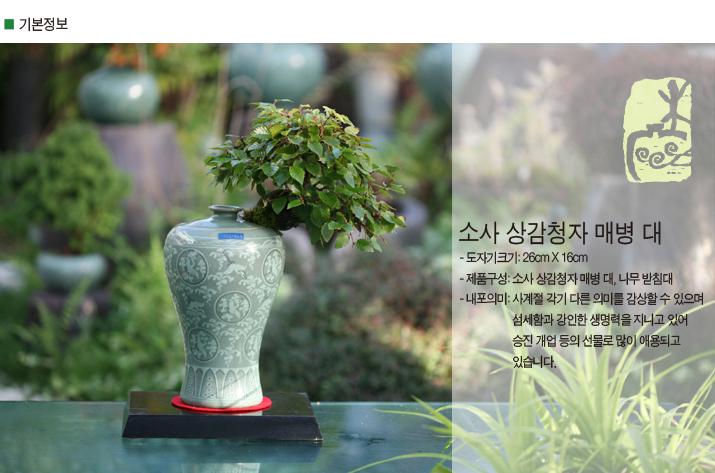 기본정보
소사 상감청자 매병 대
- 도자기크기: 26cm X 16cm
- 제품구성: 소사 상감청자 매병 대, 나무 받침대
- 내포의미: 사계절 각기 다른 의미를 감상할 수 있으며
섬세함과 강인한 생명력을 지니고 있어
승진 개업 등의 선물로 많이 애용되고
있습니다.